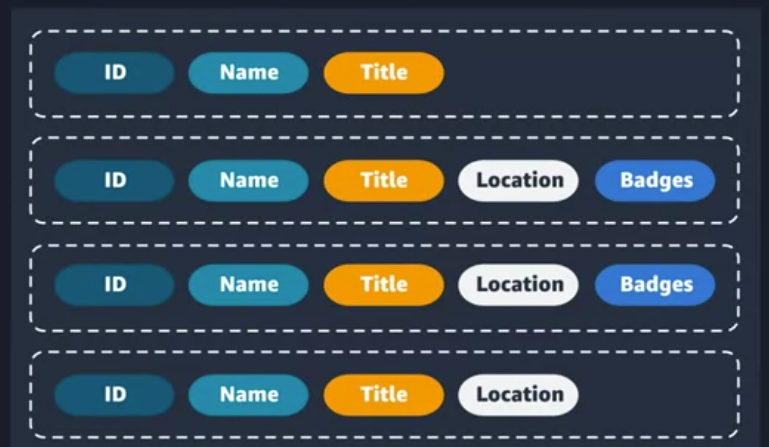 ID Name Title
ID Name Title Location Badges
ID Name Title Location Badges
ID Name Title Location